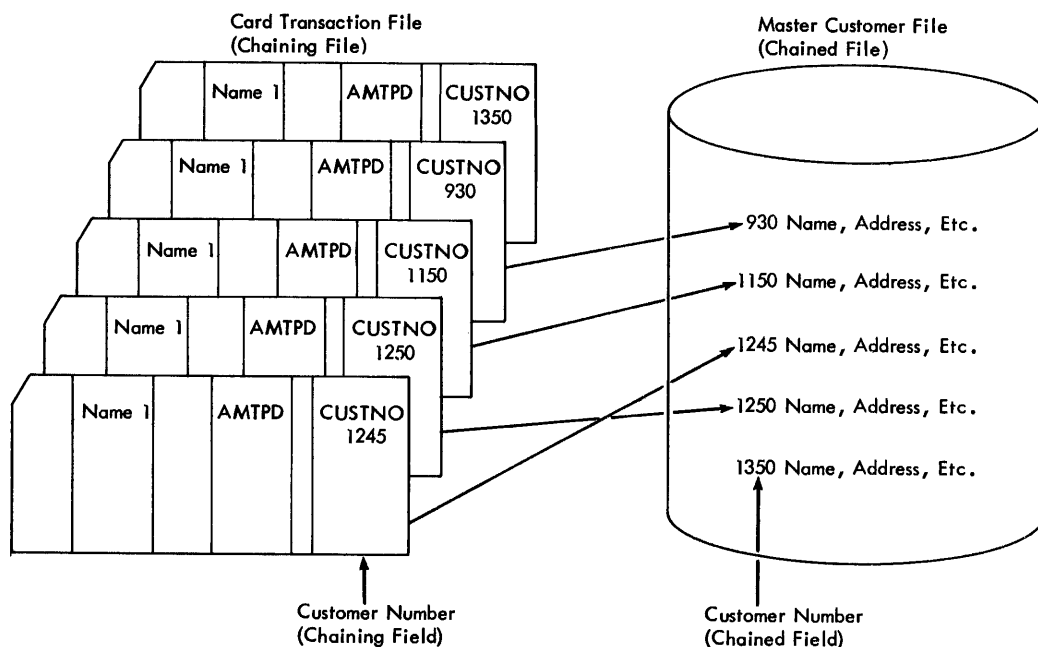 Card Transaction File
(Chaining File)
Name 1 AMTPD CUSTNO
1350
Name 1 AMTPD CUSTNO
930
Name 1 AMTPD CUSTNO
1150
Name 1 AMTPD CUSTNO
1250
Name 1 AMTPD CUSTNO
1245
Customer Number
(Chaining Field)
Master Customer File
(Chained File)
930 Name, Address, Etc.
1150 Name, Address, Etc.
1245 Name, Address, Etc.
1250 Name, Address, Etc.
1350 Name, Address, Etc.
Customer Number
(Chained Field)